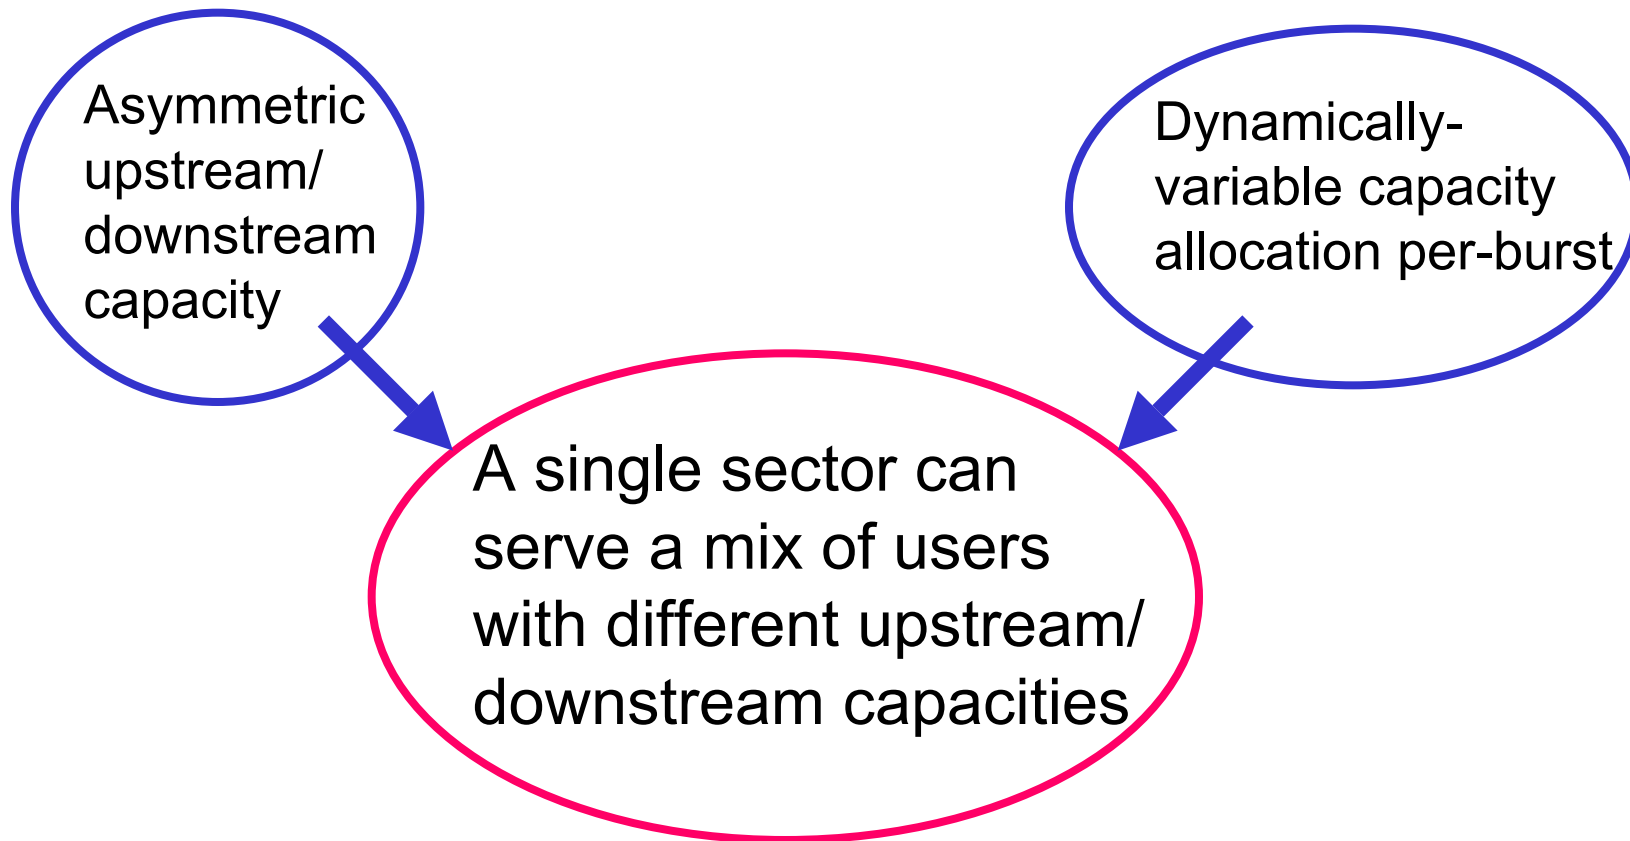 Asymmetric
upstream/
downstream
capacity
Dynamically-
variable capacity
allocation per-burst
A single sector can
serve a mix of users
with different upstream/
downstream capacities